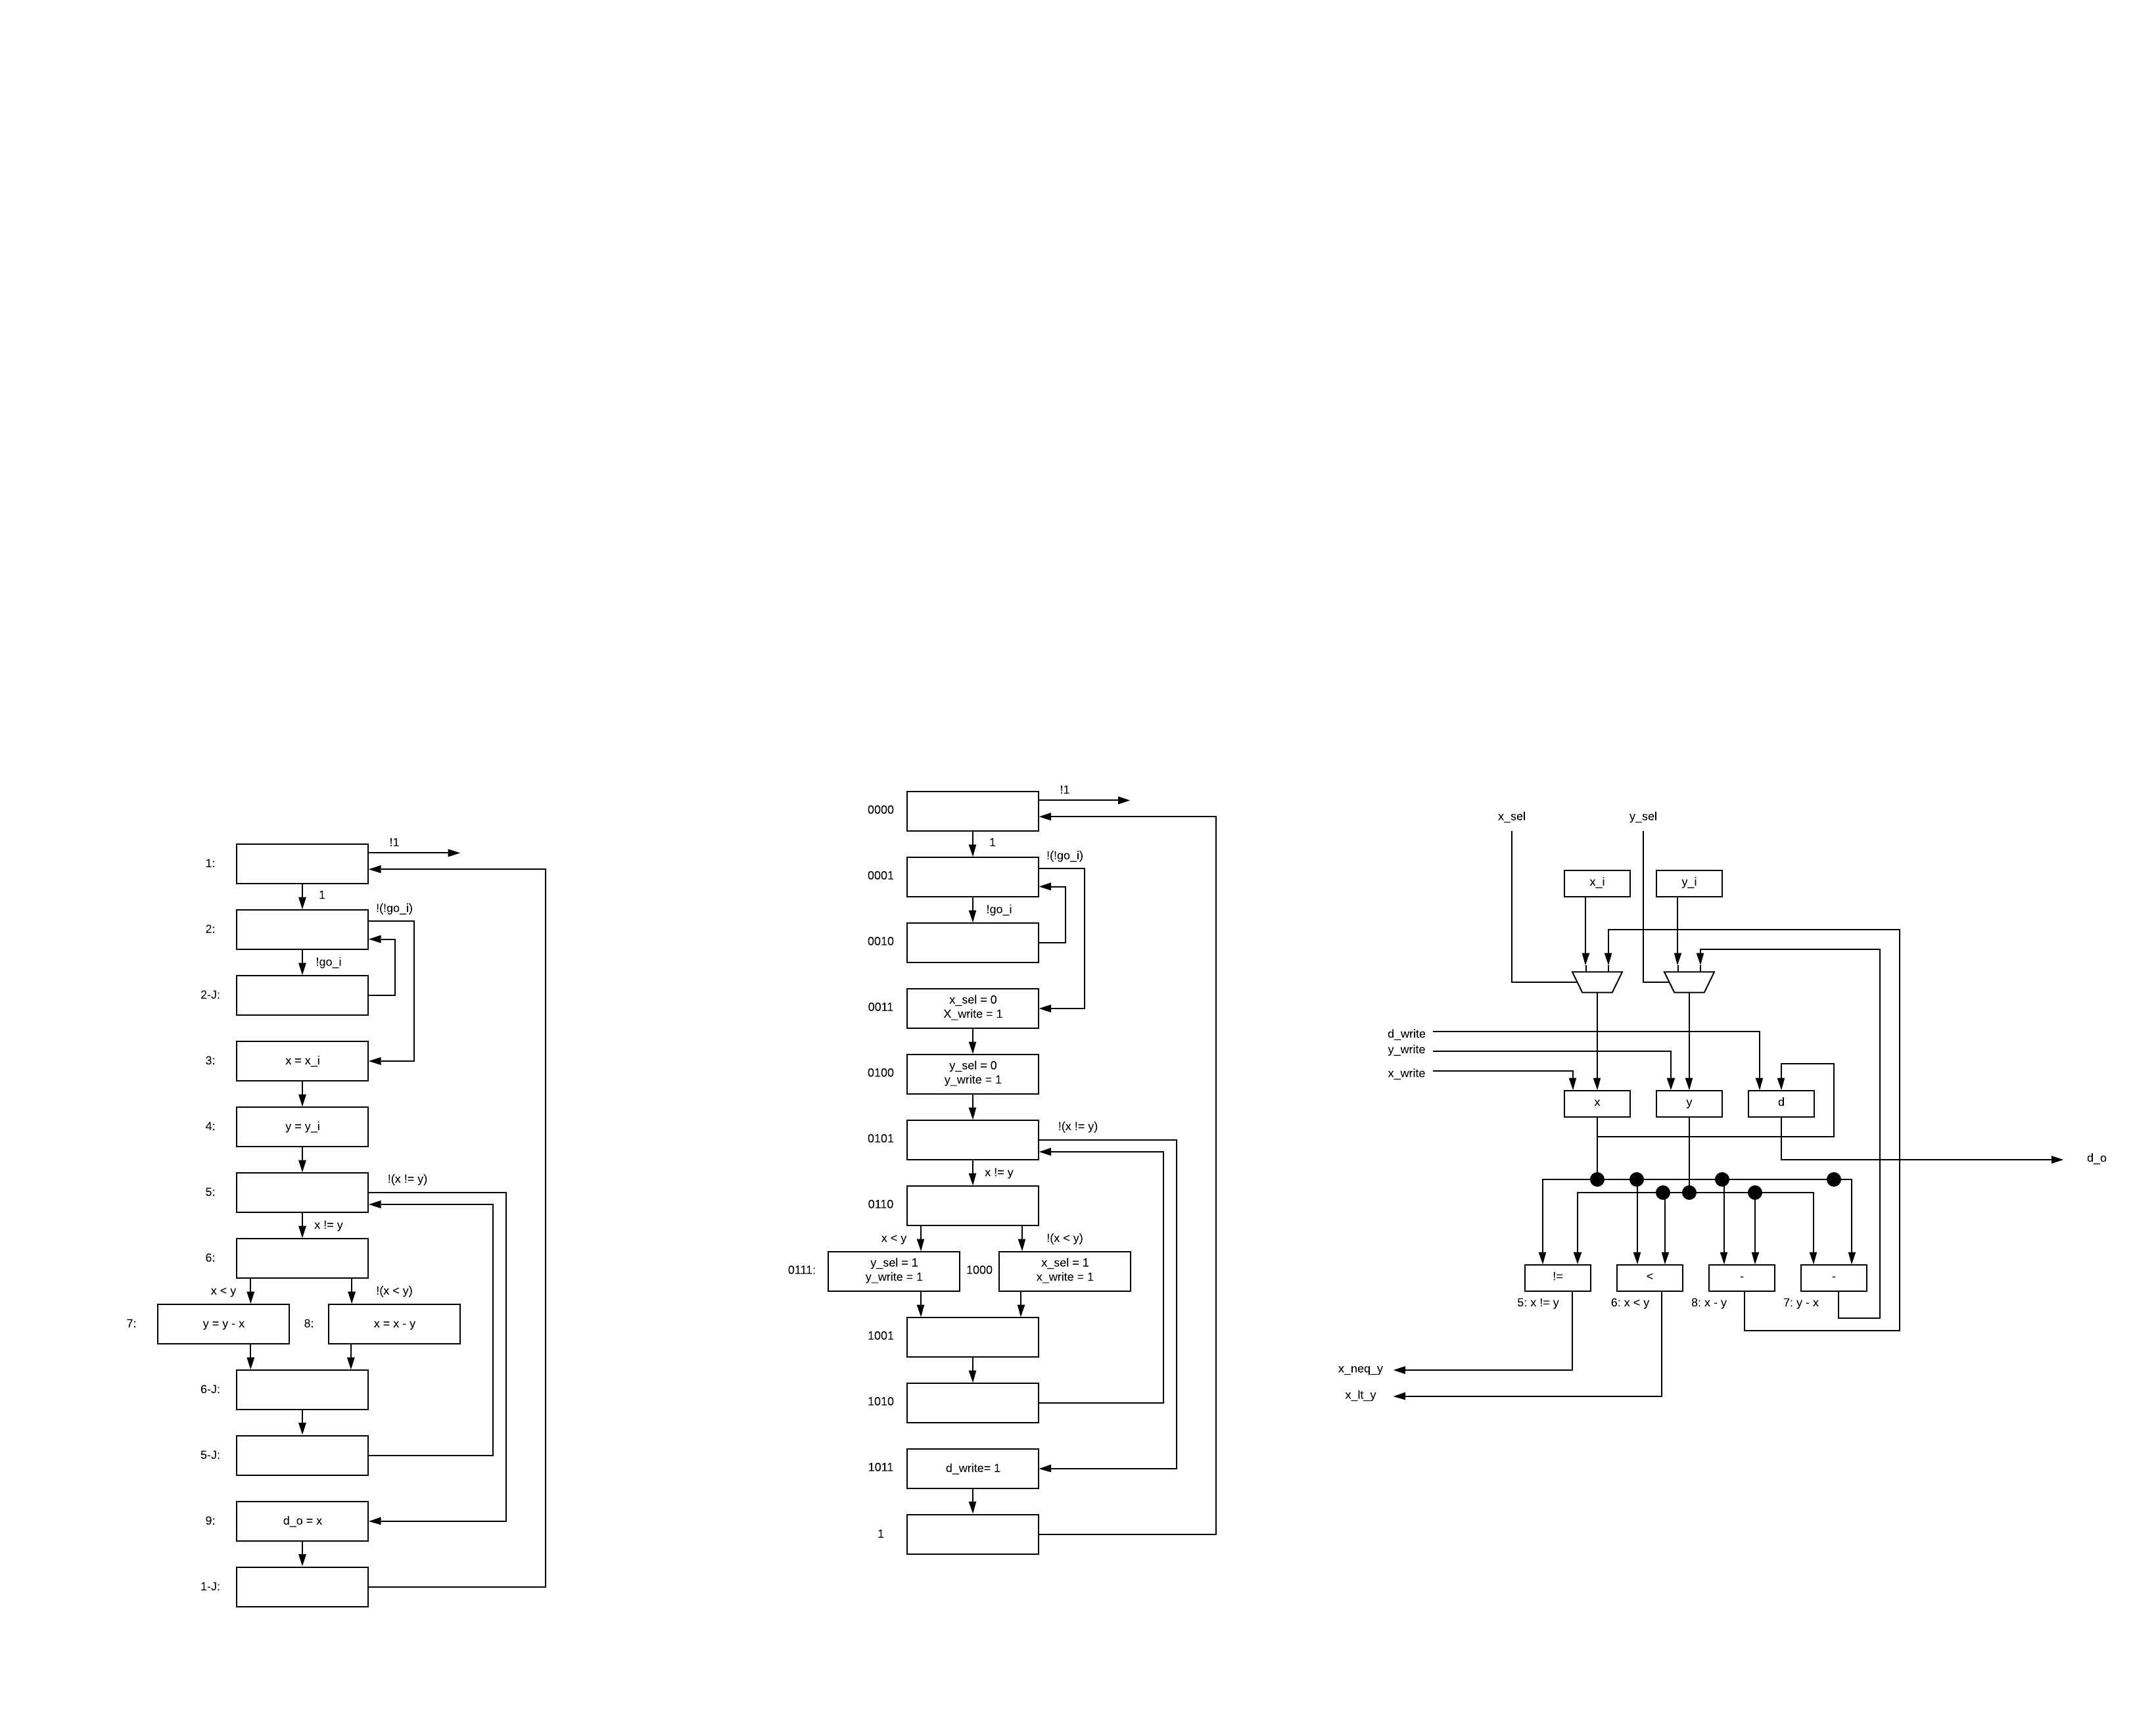 !1
1:
1
!(!go_i)
2:
!go_i
2-J:
3:
x = x_i
4:
y = y_i
!(x != y)
5:
x != y
6:
x < y
!(x < y)
7:
y = y - x
8:
x = x - y
6-J:
5-J:
9:
d_o = x
1-J:
!1
0000
1
!(!go_i)
0001
!go_i
0010
0011
x_sel = 0
X_write = 1
0100
y_sel = 0
y_write = 1
!(x != y)
0101
x != y
0110
x < y
!(x < y)
0111:
y_sel = 1
y_write = 1
1000
x_sel = 1
x_write = 1
1001
1010
1011
d_write= 1
1
x_sel
y_sel
x_i
y_i
d_write
y_write
x_write
x
y
d
d_o
!=
<
-
-
5: x != y
6: x < y
8: x - y
7: y - x
x_neq_y
x_lt_y